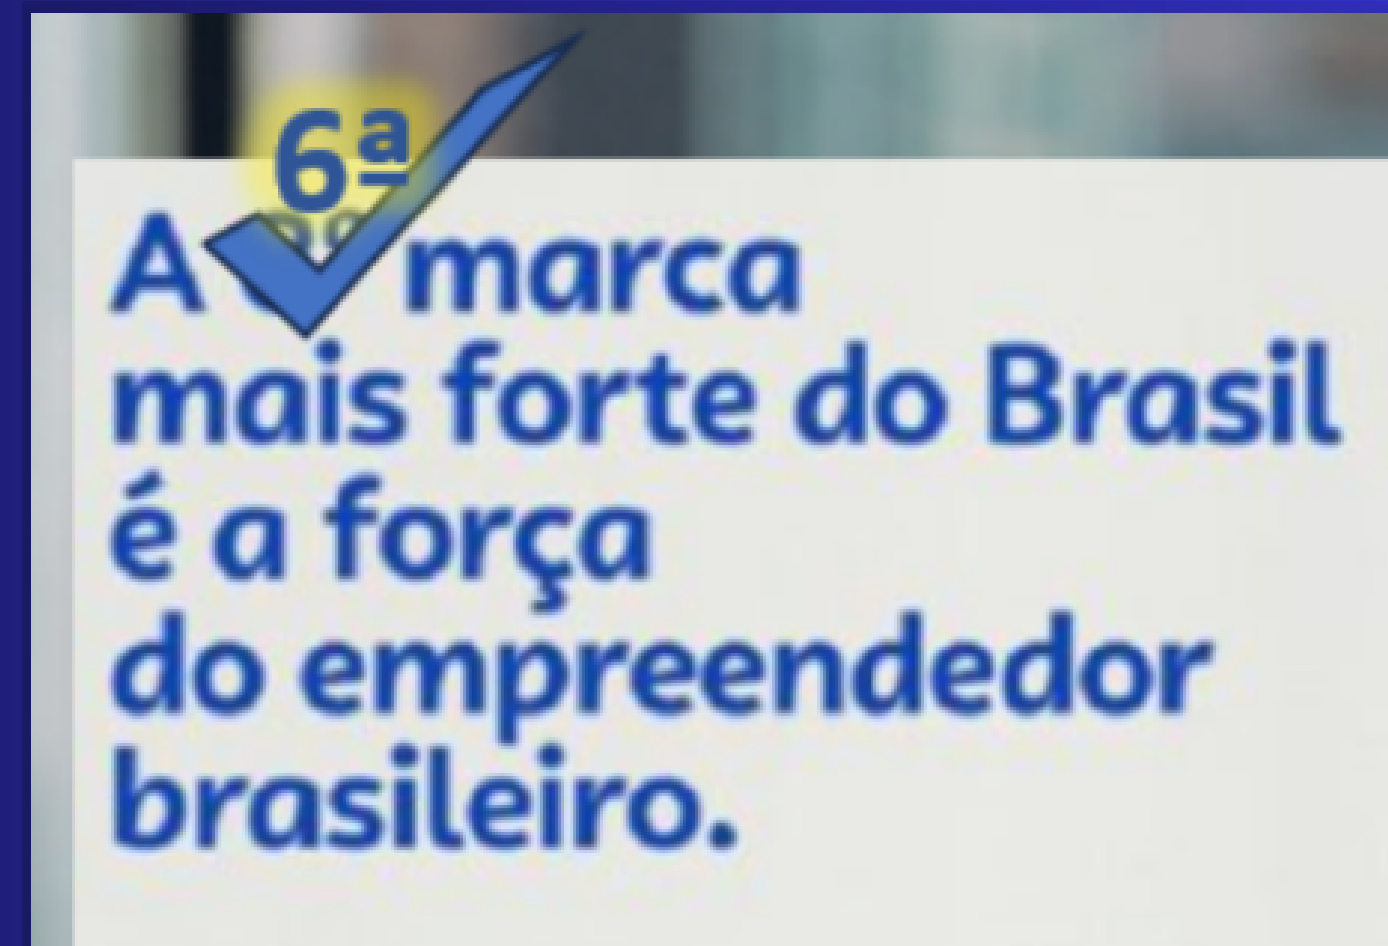 6ª
A marca
mais forte do Brasil
é a força
do empreendedor
brasileiro.